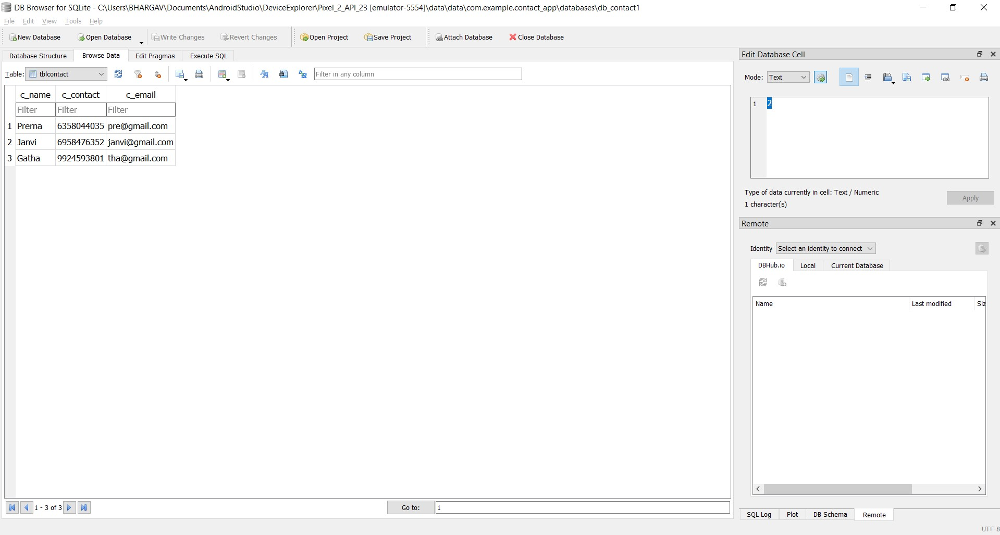 DB Browser for SQLite - C:\Users\BHARGAV\Documents\AndroidStudio\DeviceExplorer\Pixel_2_API_23 [emulator-5554]\data\data\com.example.contact_app\databases\db_contact1
File Edit View Tools Help
New Database Open Database Write Changes Revert Changes Open Project Save Project Attach Database Close Database
Database Structure Browse Data Edit Pragmas Execute SQL
Table: tblcontact Filter in any column
c_name c_contact c_email
Filter Filter Filter
1 Prerna 6358044035 pre@gmail.com
2 Janvi 6958476352 janvi@gmail.com
3 Gatha 9924593801 tha@gmail.com
1 - 3 of 3 Go to: 1
Edit Database Cell
Mode: Text
1 2
Type of data currently in cell: Text / Numeric
1 character(s)
Apply
Remote
Identity Select an identity to connect
DBHub.io Local Current Database
Name Last modified Siz
SQL Log Plot DB Schema Remote
UTF-8